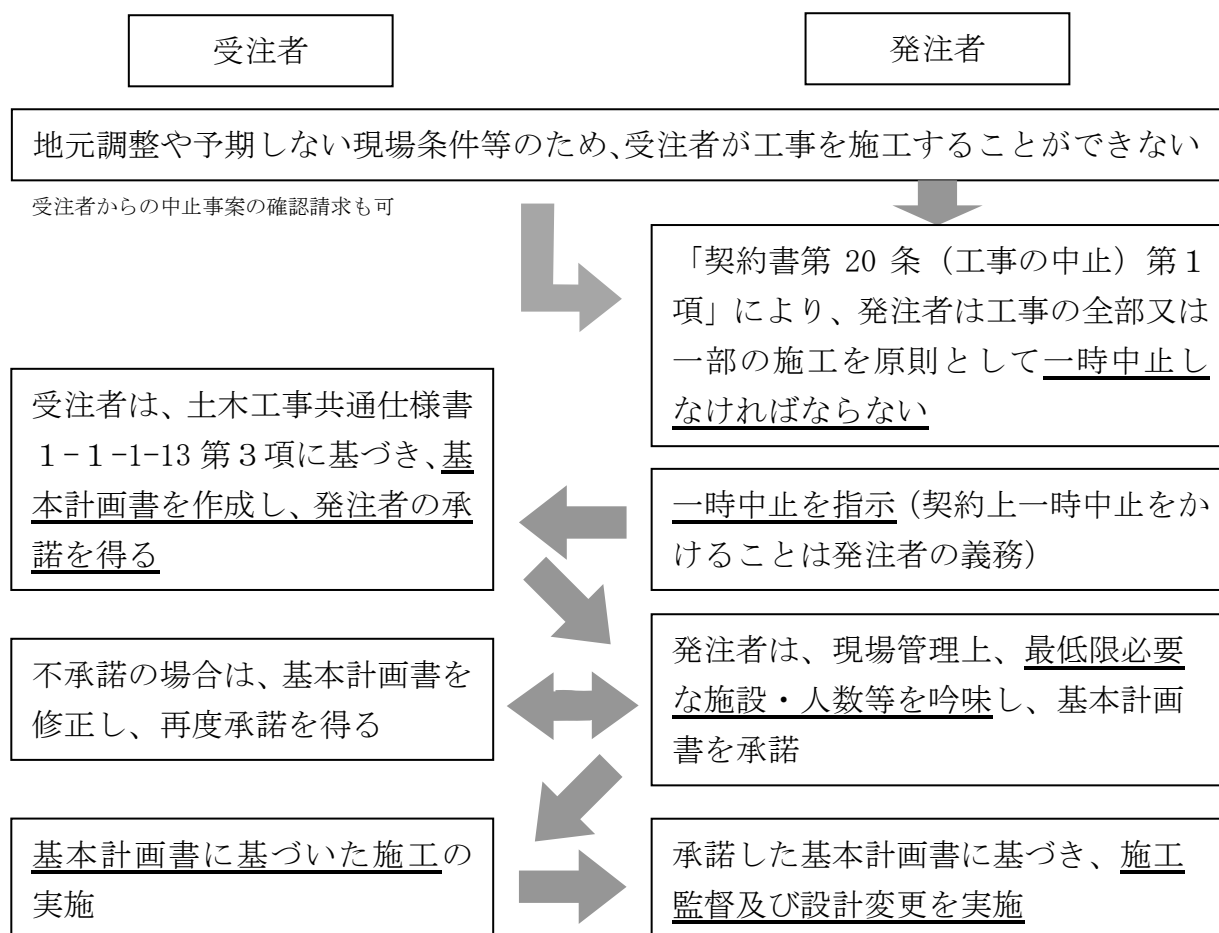 受注者
発注者
地元調整や予期しない現場条件等のため、受注者が工事を施工することができない
受注者からの中止事案の確認請求も可
「契約書第 20 条（工事の中止）第１
項」により、発注者は工事の全部又は
一部の施工を原則として一時中止し
なければならない
受注者は、土木工事共通仕様書
１-１-1-13 第３項に基づき、基
本計画書を作成し、発注者の承
諾を得る
一時中止を指示（契約上一時中止をか
けることは発注者の義務）
不承諾の場合は、基本計画書を
修正し、再度承諾を得る
発注者は、現場管理上、最低限必要
な施設・人数等を吟味し、基本計画
書を承諾
基本計画書に基づいた施工の
実施
承諾した基本計画書に基づき、施工
監督及び設計変更を実施